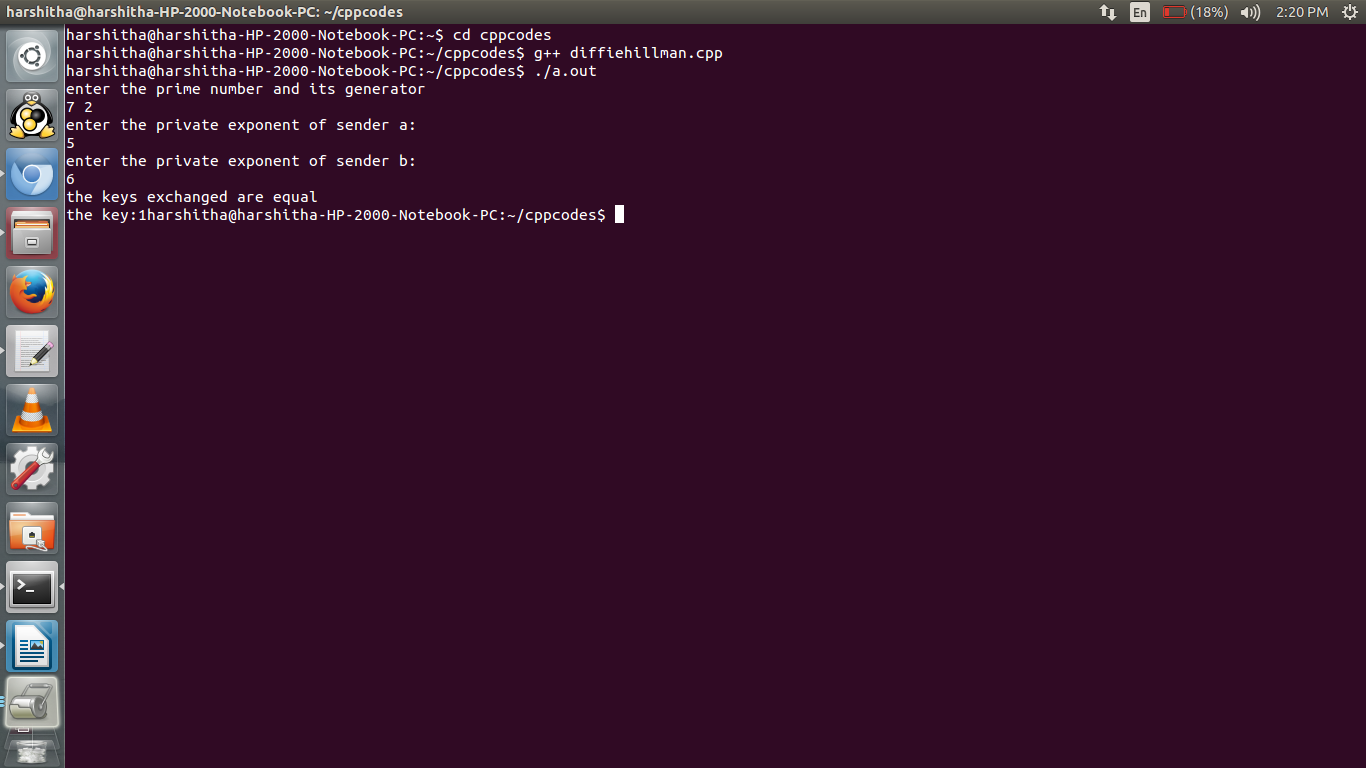 harshitha@harshitha-HP-2000-Notebook-PC: ~/cppcodes
En (18%) 2:20 PM
harshitha@harshitha-HP-2000-Notebook-PC:~$ cd cppcodes
harshitha@harshitha-HP-2000-Notebook-PC:~/cppcodes$ g++ diffiehillman.cpp
harshitha@harshitha-HP-2000-Notebook-PC:~/cppcodes$ ./a.out
enter the prime number and its generator
7 2
enter the private exponent of sender a:
5
enter the private exponent of sender b:
6
the keys exchanged are equal
the key:1harshitha@harshitha-HP-2000-Notebook-PC:~/cppcodes$